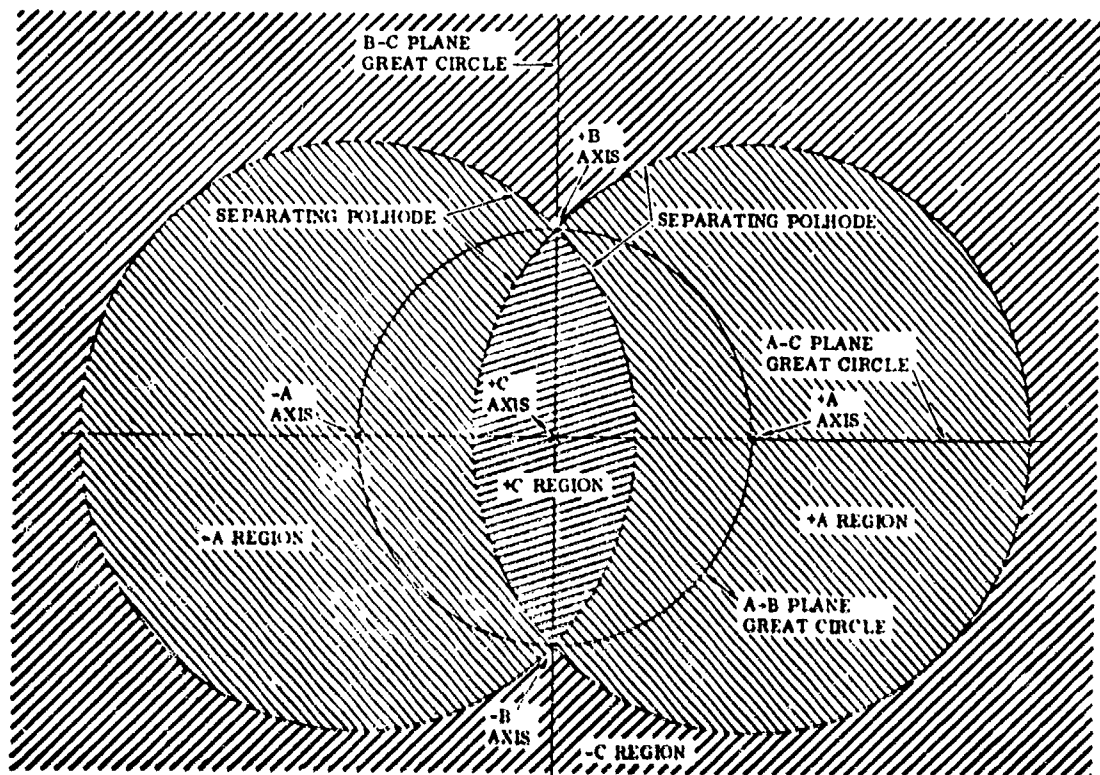 B-C PLANE
GREAT CIRCLE
+B
AXIS
SEPARATING POLHODE
SEPARATING POLHODE
A-C PLANE
GREAT CIRCLE
-A
AXIS
+C
AXIS
+A
AXIS
+C REGION
+A REGION
-A REGION
A-B PLANE
GREAT CIRCLE
-B
AXIS
-C REGION